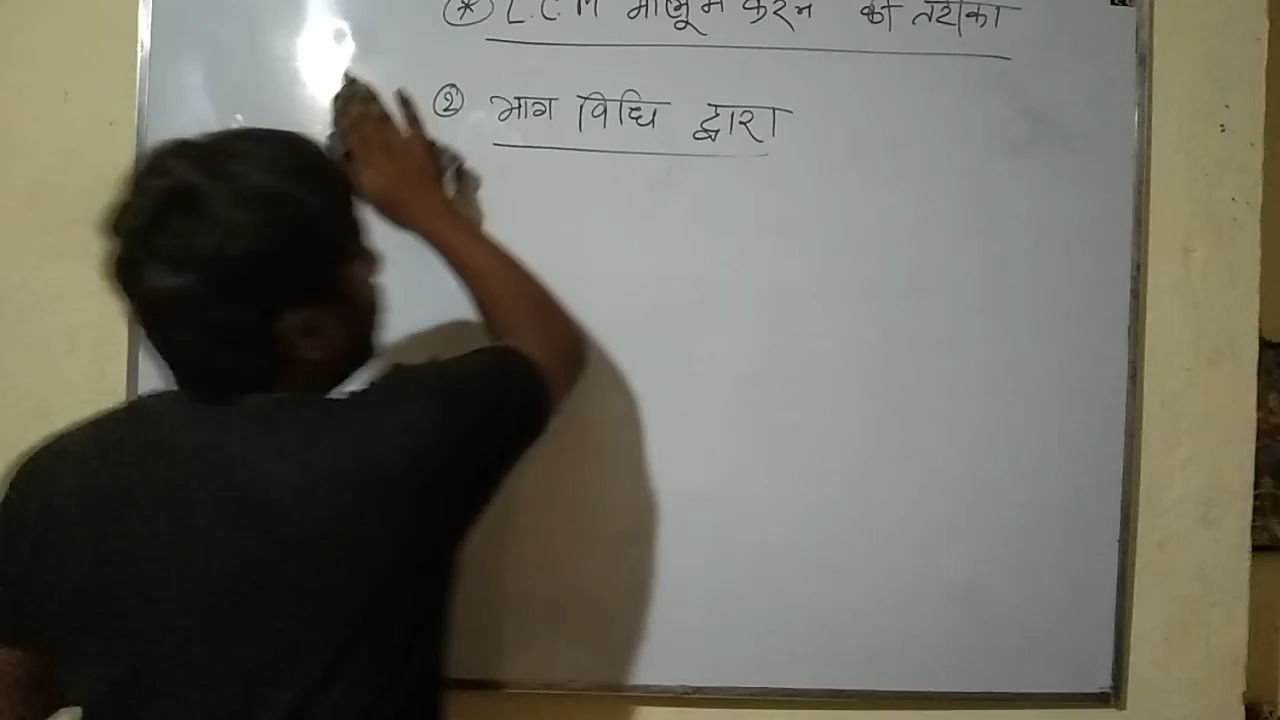 (*) L.C.M मालूम करने की तरीका
(2) भाग विधि द्वारा